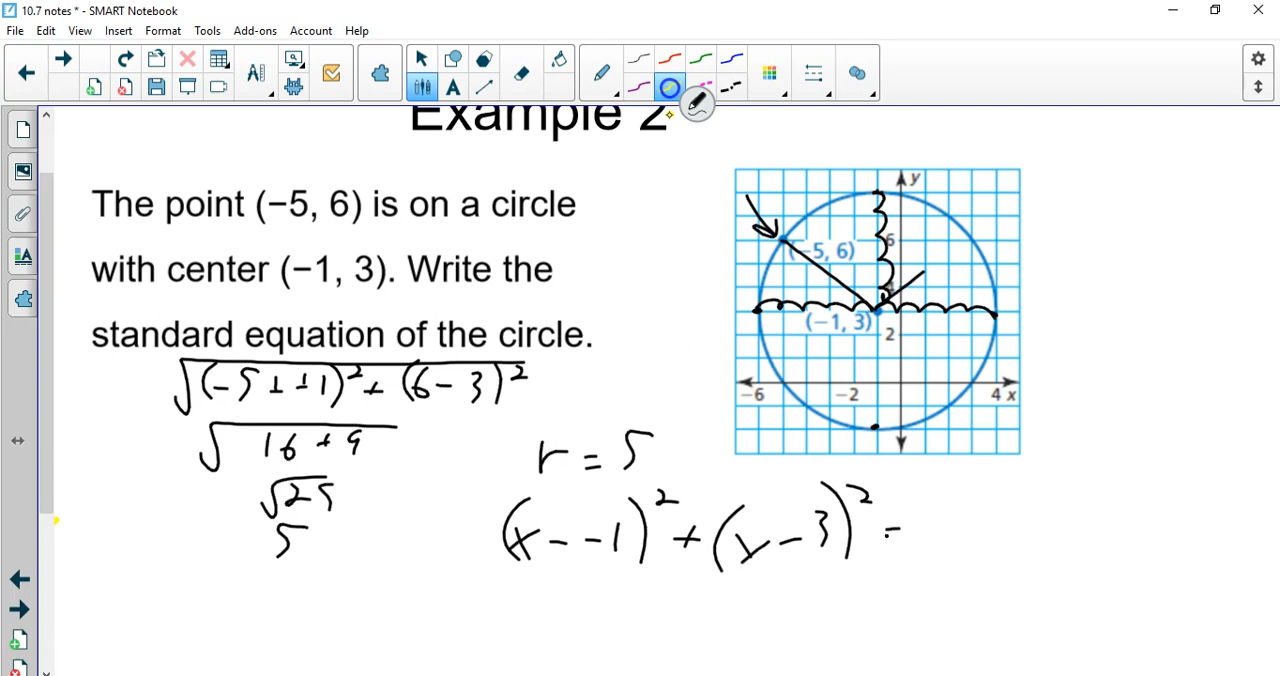 10.7 notes * - SMART Notebook
File Edit View Insert Format Tools Add-ons Account Help
Example 2
The point (−5, 6) is on a circle
with center (−1, 3). Write the
standard equation of the circle.
√(-5 + +1)² + (6 - 3)²
√16 + 9
√25
5
r = 5
(x - -1)² + (y - 3)² =
y
6
(−5, 6)
4
(−1, 3)
2
−6
−2
4 x